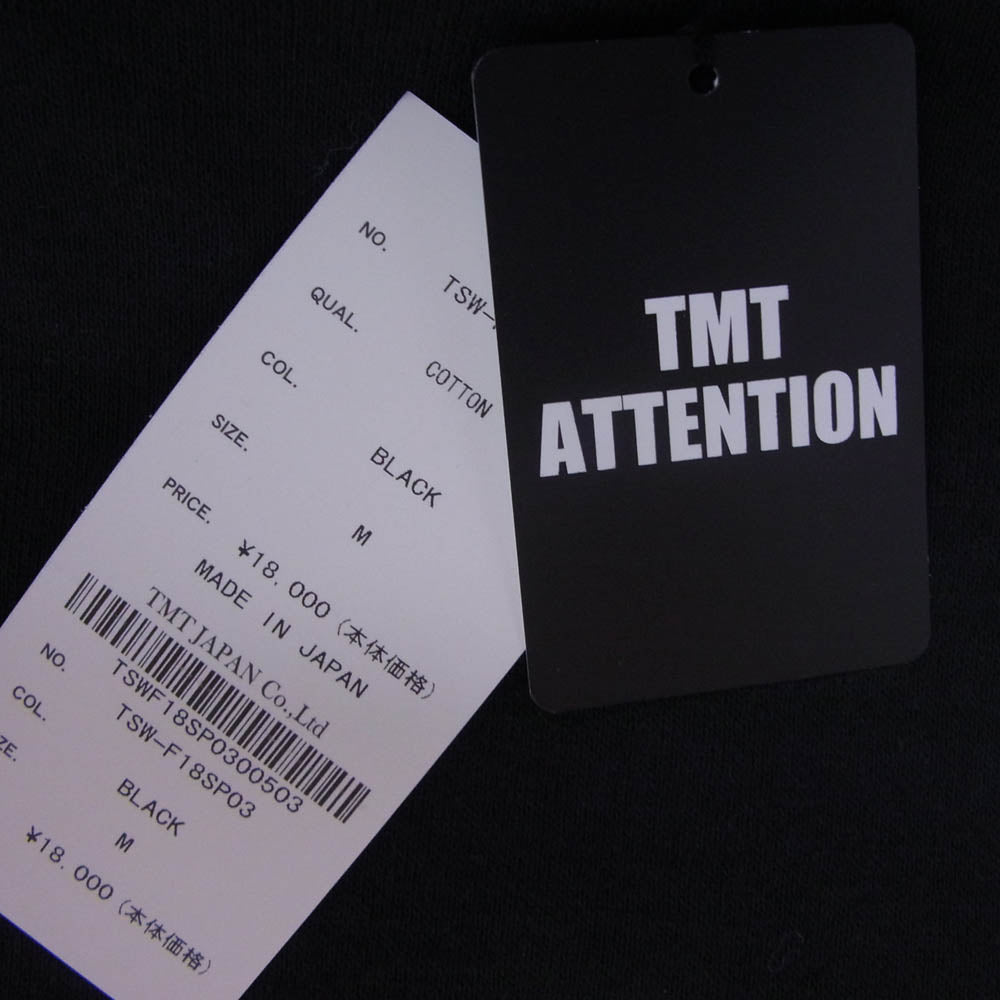 NO. TSW-
QUAL. COTTON
COL. BLACK
SIZE. M
PRICE. ¥18,000(本体価格)
MADE IN JAPAN
TMT JAPAN Co.,Ltd
TSWF18SP0300503
NO. TSW-F18SP03
COL. BLACK
ZE. M
¥18,000(本体価格)
TMT
ATTENTION